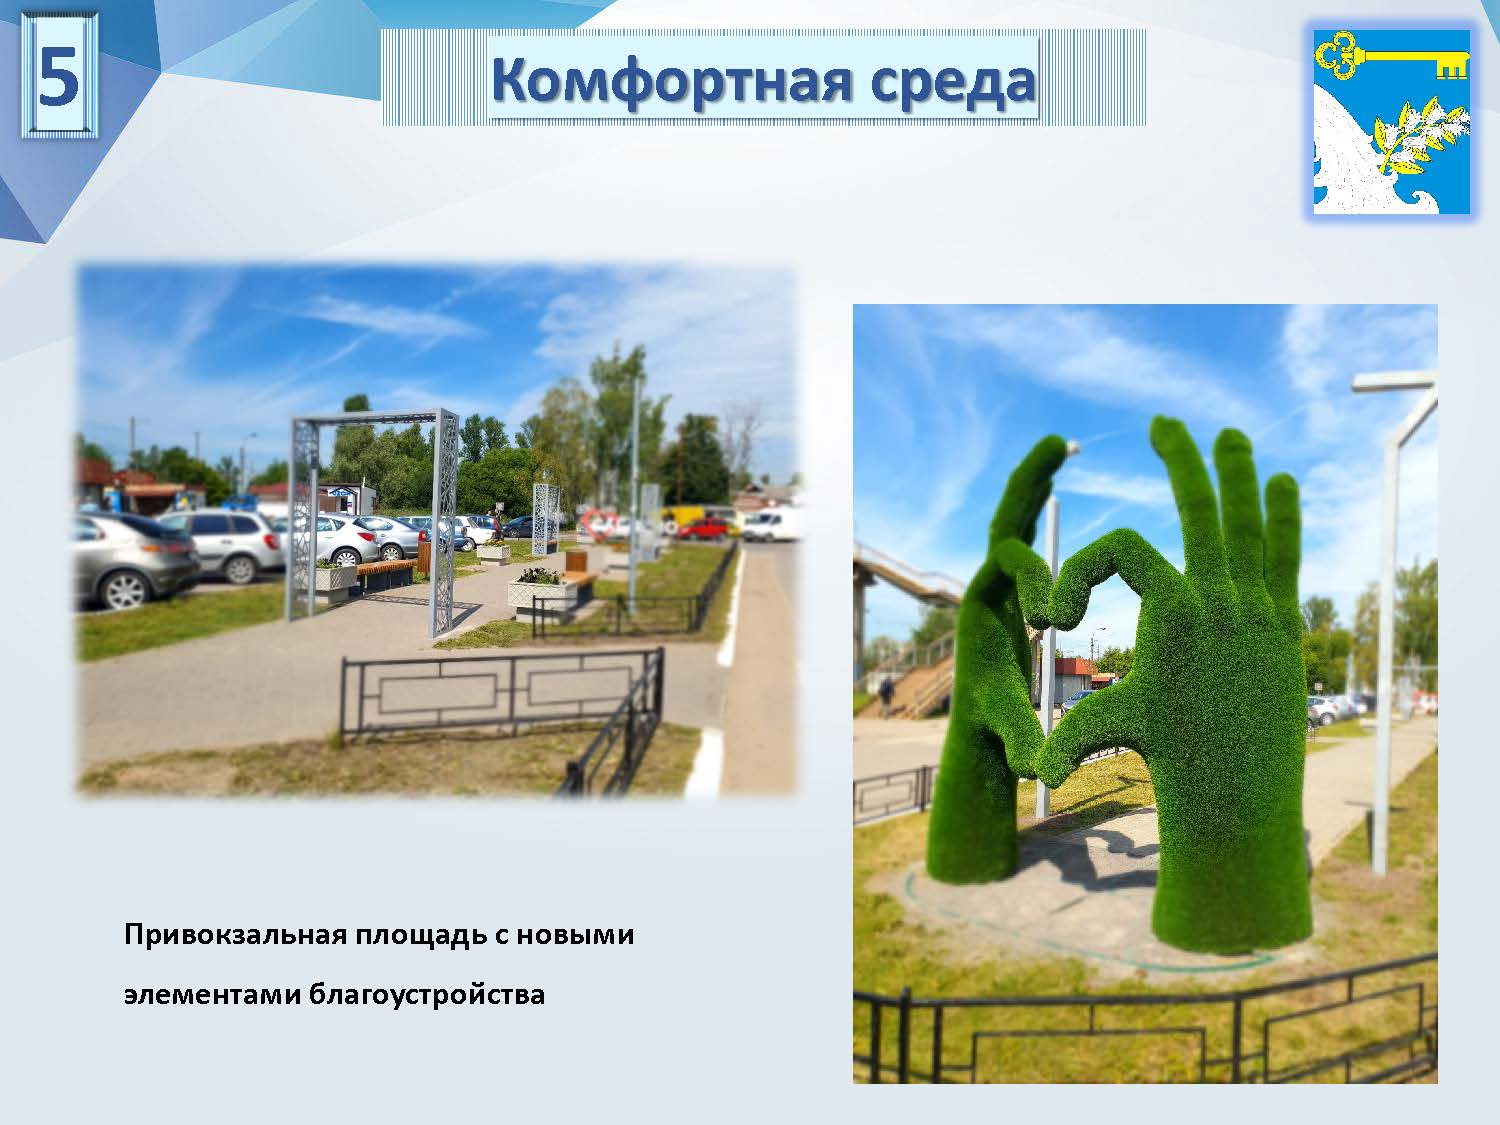 5
Комфортная среда
Привокзальная площадь с новыми
элементами благоустройства